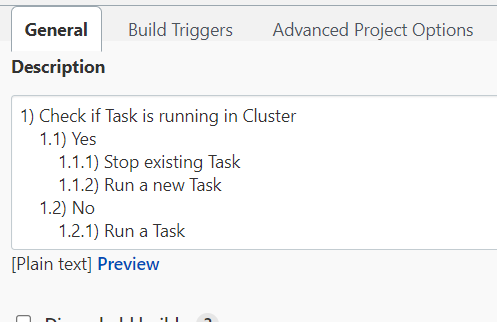 General Build Triggers Advanced Project Options
Description
1) Check if Task is running in Cluster
1.1) Yes
1.1.1) Stop existing Task
1.1.2) Run a new Task
1.2) No
1.2.1) Run a Task
[Plain text] Preview